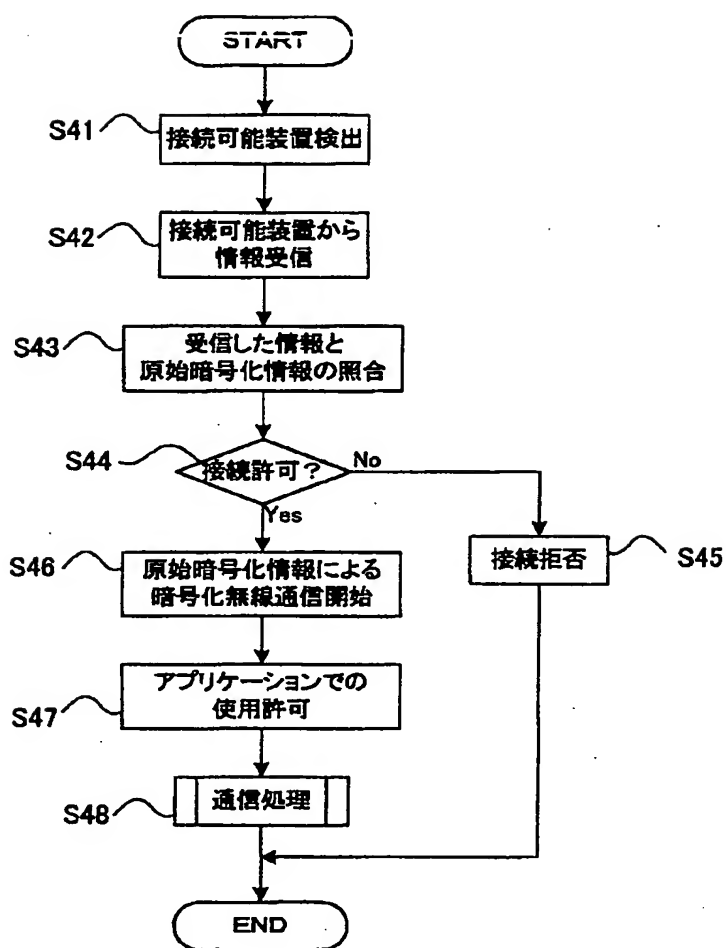 START
S41
接続可能装置検出
S42
接続可能装置から
情報受信
S43
受信した情報と
原始暗号化情報の照合
S44
接続許可？
No
Yes
S46
原始暗号化情報による
暗号化無線通信開始
接続拒否
S45
S47
アプリケーションでの
使用許可
S48
通信処理
END